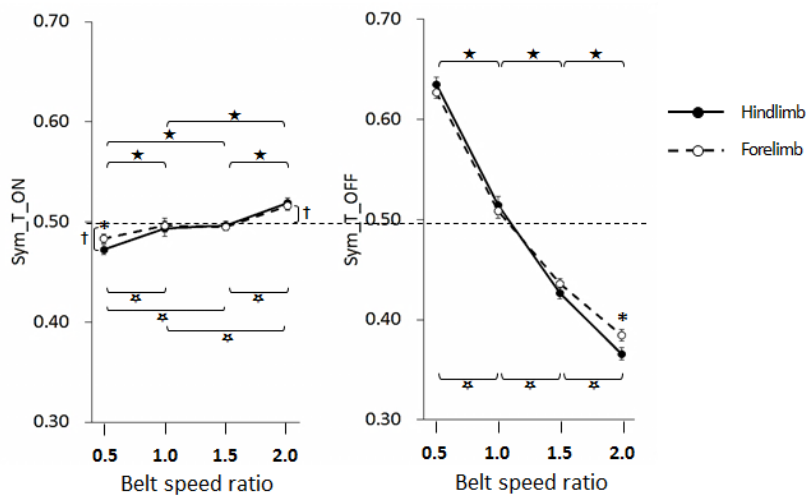 0.70
0.60
0.50
0.40
0.30
Sym_T_ON
★
★
★
★
*
†
†
☆
☆
☆
☆
0.5 1.0 1.5 2.0
Belt speed ratio
0.70
0.60
0.50
0.40
0.30
Sym_T_OFF
★ ★ ★
*
☆ ☆ ☆
0.5 1.0 1.5 2.0
Belt speed ratio
Hindlimb
Forelimb